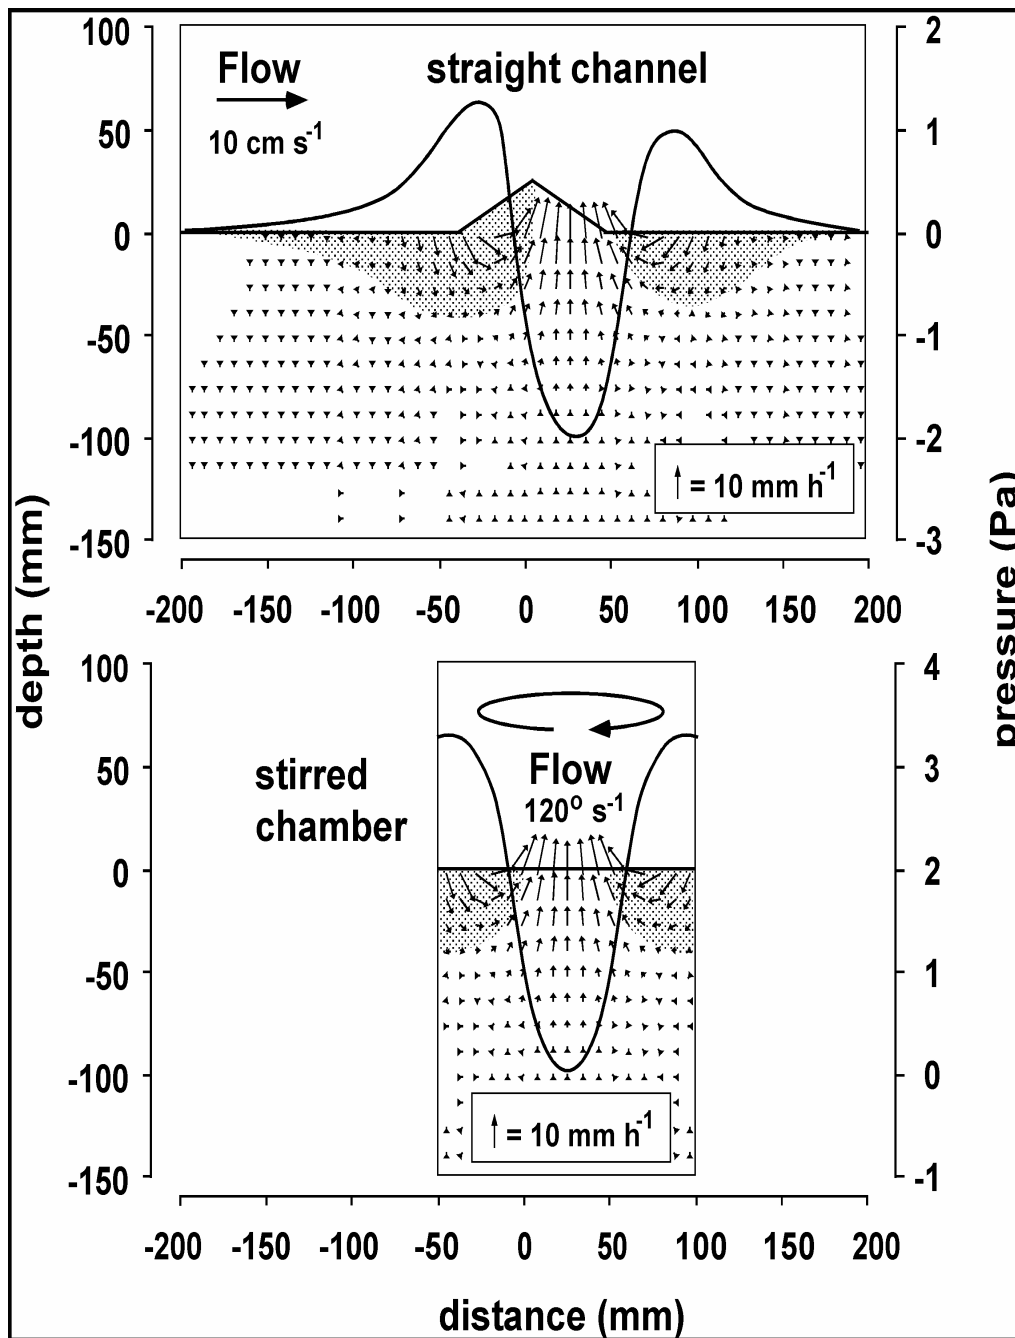 100
50
0
-50
-100
-150
2
1
0
-1
-2
-3
Flow
straight channel
10 cm s-1
= 10 mm h-1
-200 -150 -100 -50 0 50 100 150 200
depth (mm)
pressure (Pa)
100
50
0
-50
-100
-150
4
3
2
1
0
-1
stirred
chamber
Flow
120o s-1
= 10 mm h-1
-200 -150 -100 -50 0 50 100 150 200
distance (mm)